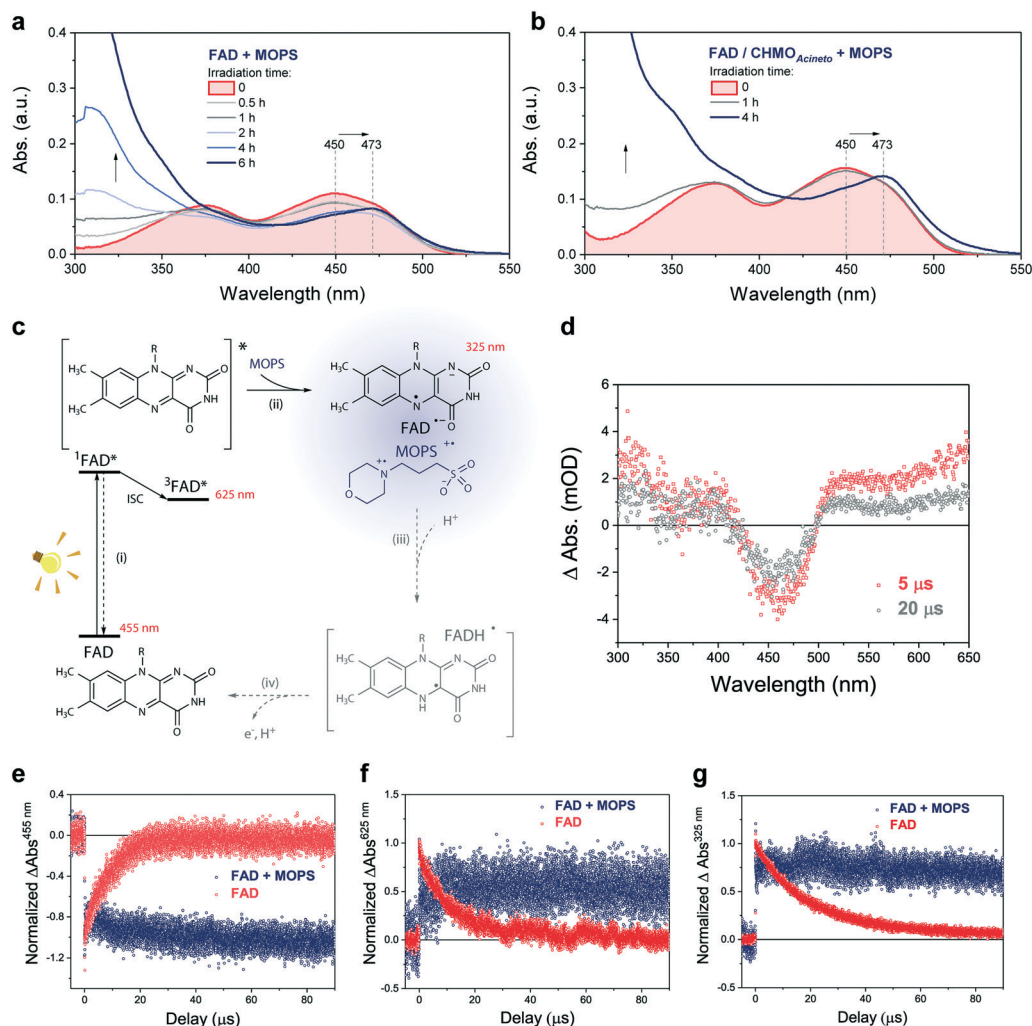 a
FAD + MOPS
Irradiation time:
0
0.5 h
1 h
2 h
4 h
6 h
450
473
0.4
0.3
0.2
0.1
0.0
Abs. (a.u.)
300 350 400 450 500 550
Wavelength (nm)
b
FAD / CHMO_Acineto + MOPS
Irradiation time:
0
1 h
4 h
450
473
0.4
0.3
0.2
0.1
0.0
Abs. (a.u.)
300 350 400 450 500 550
Wavelength (nm)
c
*
R
H₃C
H₃C
N N O
N NH
O
MOPS
(ii)
325 nm
R
H₃C
H₃C
N N⁻ O
N NH
O
FAD •−
MOPS +•
+•
N
O
S O
⁻O O
¹FAD*
ISC
³FAD*
625 nm
(i)
(iii)
H⁺
455 nm
FAD
R
H₃C
H₃C
N N O
N NH
O
(iv)
e⁻, H⁺
FADH •
R
H₃C
H₃C
N N O
N NH
H O
d
6
4
2
0
-2
-4
Δ Abs. (mOD)
5 μs
20 μs
300 350 400 450 500 550 600 650
Wavelength (nm)
e
0.4
0.0
-0.4
-0.8
-1.2
Normalized ΔAbs⁴⁵⁵ ⁿᵐ
FAD + MOPS
FAD
0 20 40 60 80
Delay (μs)
f
1.5
1.0
0.5
0.0
0.5
Normalized ΔAbs⁶²⁵ ⁿᵐ
FAD + MOPS
FAD
0 20 40 60 80
Delay (μs)
g
1.5
1.0
0.5
0.0
-0.5
Normalized Δ Abs³²⁵ ⁿᵐ
FAD + MOPS
FAD
0 20 40 60 80
Delay (μs)